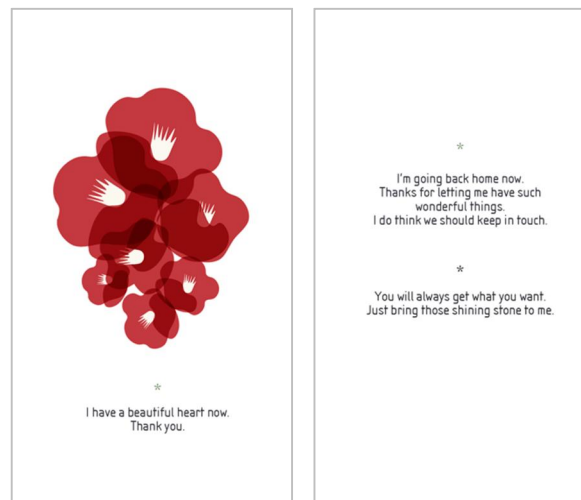 *
I have a beautiful heart now.
Thank you.
*
I'm going back home now.
Thanks for letting me have such
wonderful things.
I do think we should keep in touch.
*
You will always get what you want.
Just bring those shining stone to me.